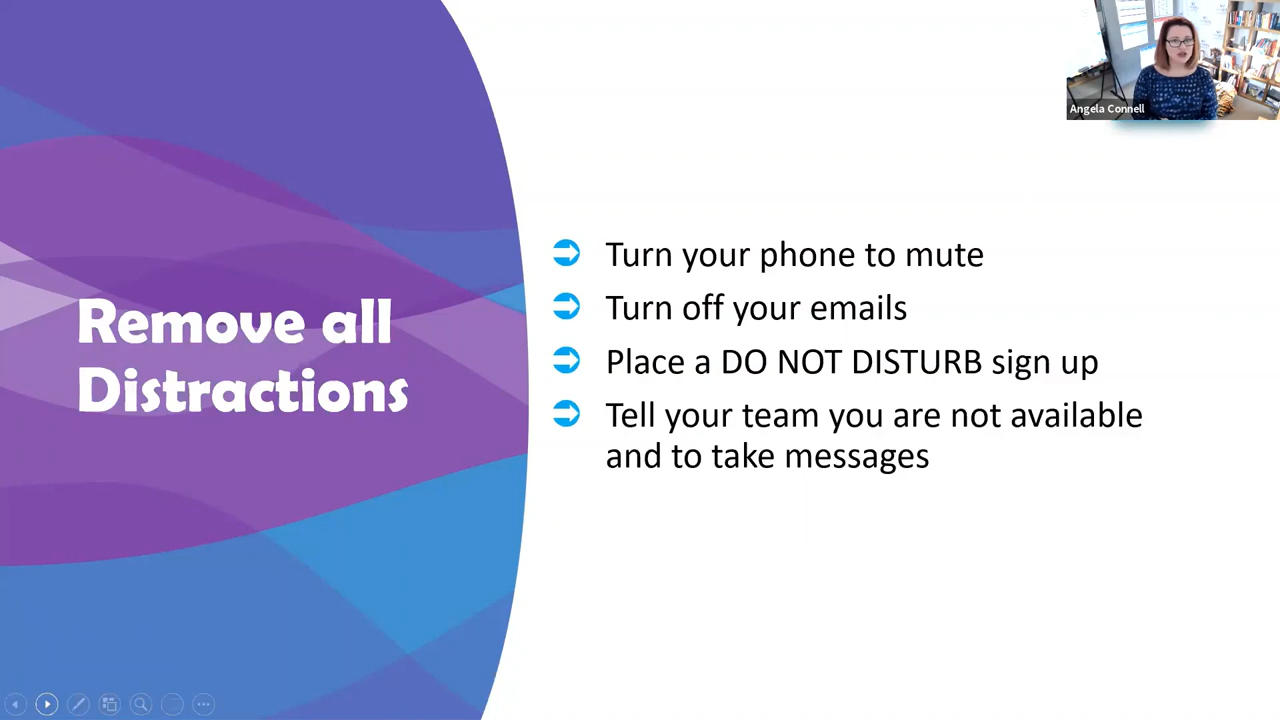 Angela Connell
Remove all
Distractions
Turn your phone to mute
Turn off your emails
Place a DO NOT DISTURB sign up
Tell your team you are not available
and to take messages